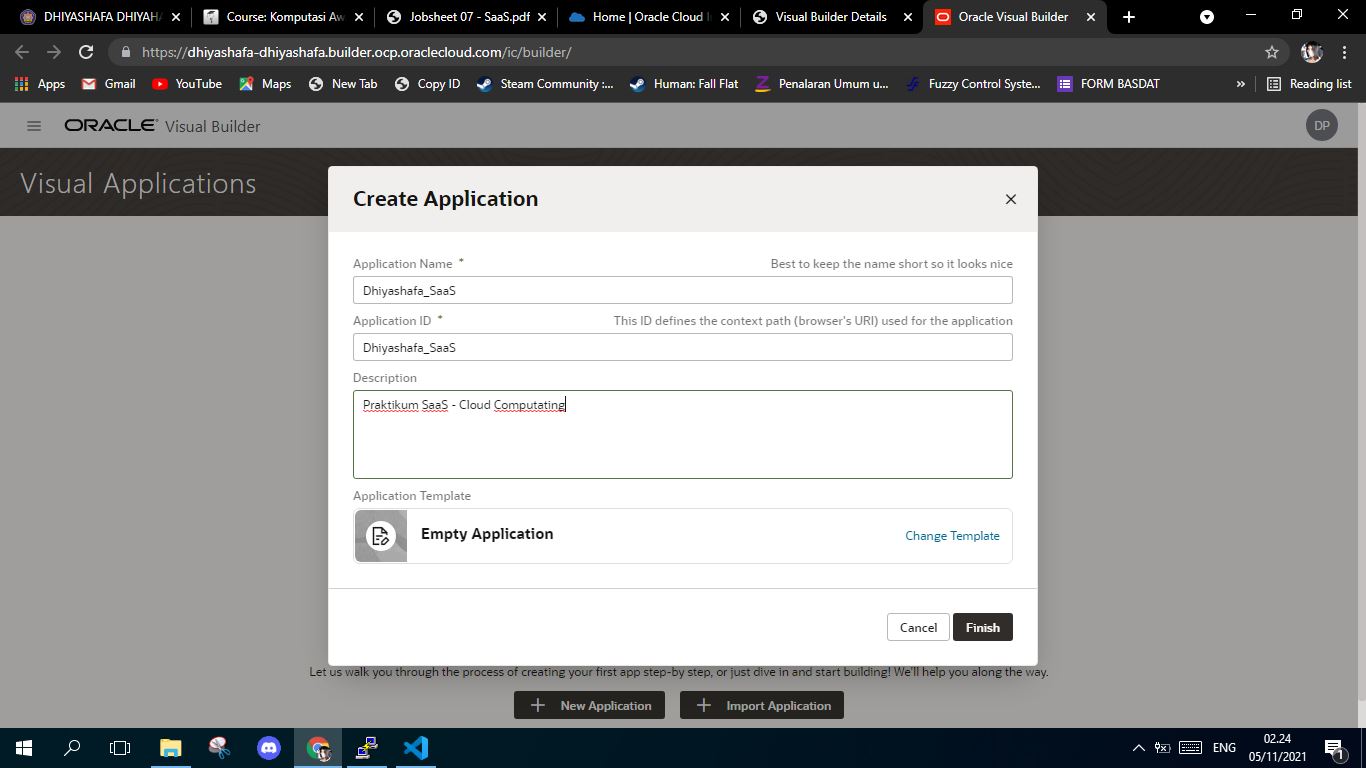 DHIYASHAFA DHIYAHA
Course: Komputasi Aw
Jobsheet 07 - SaaS.pdf
Home | Oracle Cloud I
Visual Builder Details
Oracle Visual Builder
https://dhiyashafa-dhiyashafa.builder.ocp.oraclecloud.com/ic/builder/
Apps
Gmail
YouTube
Maps
New Tab
Copy ID
Steam Community :...
Human: Fall Flat
Penalaran Umum u...
Fuzzy Control Syste...
FORM BASDAT
»
Reading list
ORACLE Visual Builder
DP
Visual Applications
Create Application
Application Name *
Best to keep the name short so it looks nice
Dhiyashafa_SaaS
Application ID *
This ID defines the context path (browser's URI) used for the application
Dhiyashafa_SaaS
Description
Praktikum SaaS - Cloud Computating
Application Template
Empty Application
Change Template
Cancel
Finish
Let us walk you through the process of creating your first app step-by step, or just dive in and start building! We'll help you along the way.
New Application
Import Application
ENG
02.24
05/11/2021
1